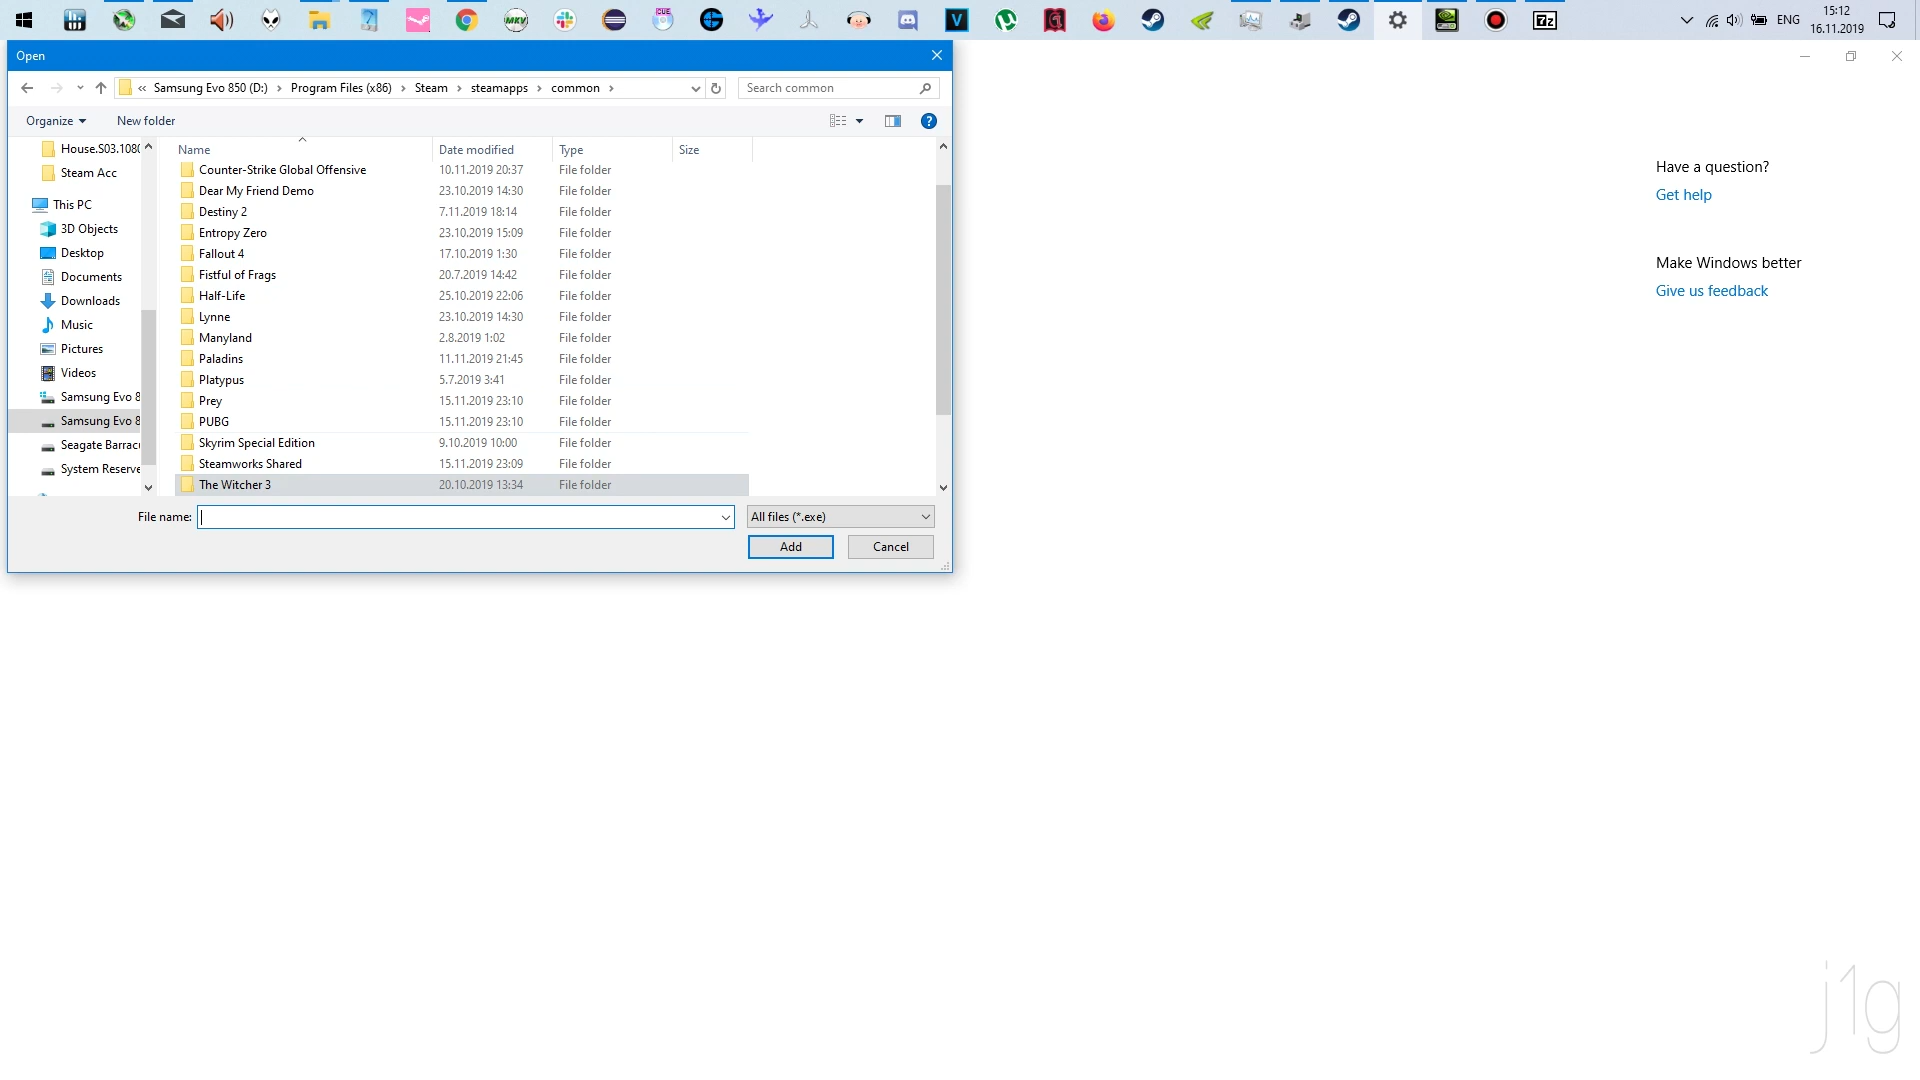 MKV
CUE
V
7z
ENG
15:12
16.11.2019
Open
« Samsung Evo 850 (D:) › Program Files (x86) › Steam › steamapps › common ›
Search common
Organize
New folder
?
House.S03.108
Steam Acc
This PC
3D Objects
Desktop
Documents
Downloads
Music
Pictures
Videos
Samsung Evo 8
Samsung Evo 8
Seagate Barrac
System Reserve
Name Date modified Type Size
Counter-Strike Global Offensive 10.11.2019 20:37 File folder
Dear My Friend Demo 23.10.2019 14:30 File folder
Destiny 2 7.11.2019 18:14 File folder
Entropy Zero 23.10.2019 15:09 File folder
Fallout 4 17.10.2019 1:30 File folder
Fistful of Frags 20.7.2019 14:42 File folder
Half-Life 25.10.2019 22:06 File folder
Lynne 23.10.2019 14:30 File folder
Manyland 2.8.2019 1:02 File folder
Paladins 11.11.2019 21:45 File folder
Platypus 5.7.2019 3:41 File folder
Prey 15.11.2019 23:10 File folder
PUBG 15.11.2019 23:10 File folder
Skyrim Special Edition 9.10.2019 10:00 File folder
Steamworks Shared 15.11.2019 23:09 File folder
The Witcher 3 20.10.2019 13:34 File folder
File name:
All files (*.exe)
Add
Cancel
Have a question?
Get help
Make Windows better
Give us feedback
j1g